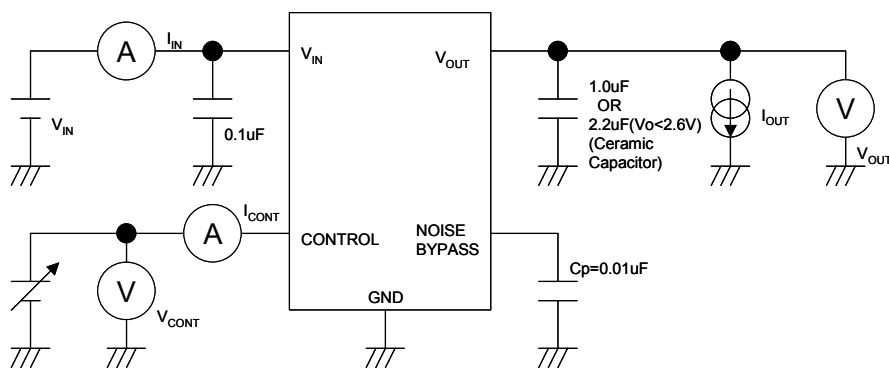 A
I_IN
V_IN
V_IN
0.1uF
V_OUT
1.0uF
OR
2.2uF(Vo<2.6V)
(Ceramic
Capacitor)
I_OUT
V
V_OUT
I_CONT
A
CONTROL
NOISE
BYPASS
Cp=0.01uF
V
V_CONT
GND